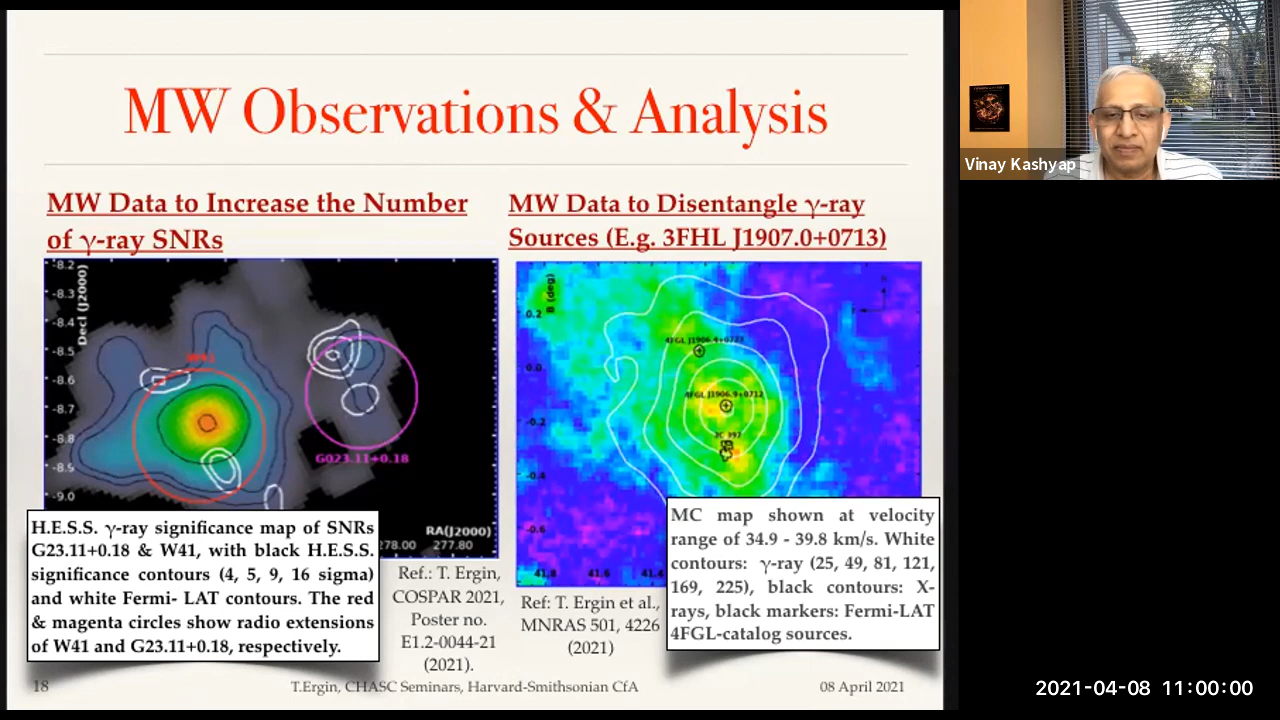 MW Observations & Analysis
MW Data to Increase the Number
of γ-ray SNRs
-8.2
-8.3
-8.4
-8.5
-8.6
-8.7
-8.8
-8.9
-9.0
Decl (J2000)
W41
G023.11+0.18
RA(J2000)
278.00 277.80
H.E.S.S. γ-ray significance map of SNRs
G23.11+0.18 & W41, with black H.E.S.S.
significance contours (4, 5, 9, 16 sigma)
and white Fermi- LAT contours. The red
& magenta circles show radio extensions
of W41 and G23.11+0.18, respectively.
Ref.: T. Ergin,
COSPAR 2021,
Poster no.
E1.2-0044-21
(2021).
MW Data to Disentangle γ-ray
Sources (E.g. 3FHL J1907.0+0713)
B (deg)
0.2
0.0
-0.2
-0.4
-0.6
4FGL J1906.9+0712
3C 397
41.8 41.6 41.4
Ref: T. Ergin et al.,
MNRAS 501, 4226
(2021)
MC map shown at velocity
range of 34.9 - 39.8 km/s. White
contours: γ-ray (25, 49, 81, 121,
169, 225), black contours: X-
rays, black markers: Fermi-LAT
4FGL-catalog sources.
18
T.Ergin, CHASC Seminars, Harvard-Smithsonian CfA
08 April 2021
Vinay Kashyap
2021-04-08 11:00:00